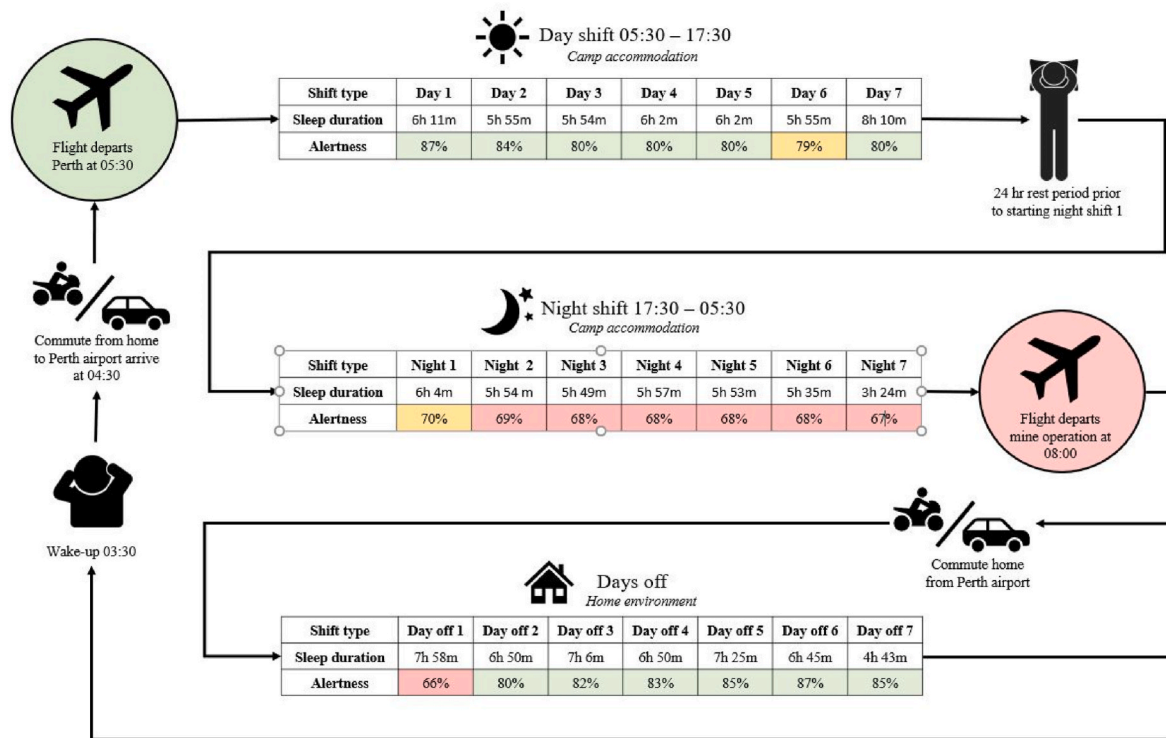 Day shift 05:30 – 17:30
Camp accommodation
Shift type Day 1 Day 2 Day 3 Day 4 Day 5 Day 6 Day 7
Sleep duration 6h 11m 5h 55m 5h 54m 6h 2m 6h 2m 5h 55m 8h 10m
Alertness 87% 84% 80% 80% 80% 79% 80%
Flight departs
Perth at 05:30
24 hr rest period prior
to starting night shift 1
Commute from home
to Perth airport arrive
at 04:30
Night shift 17:30 – 05:30
Camp accommodation
Shift type Night 1 Night 2 Night 3 Night 4 Night 5 Night 6 Night 7
Sleep duration 6h 4m 5h 54 m 5h 49m 5h 57m 5h 53m 5h 35m 3h 24m
Alertness 70% 69% 68% 68% 68% 68% 67%
Flight departs
mine operation at
08:00
Wake-up 03:30
Commute home
from Perth airport
Days off
Home environment
Shift type Day off 1 Day off 2 Day off 3 Day off 4 Day off 5 Day off 6 Day off 7
Sleep duration 7h 58m 6h 50m 7h 6m 6h 50m 7h 25m 6h 45m 4h 43m
Alertness 66% 80% 82% 83% 85% 87% 85%